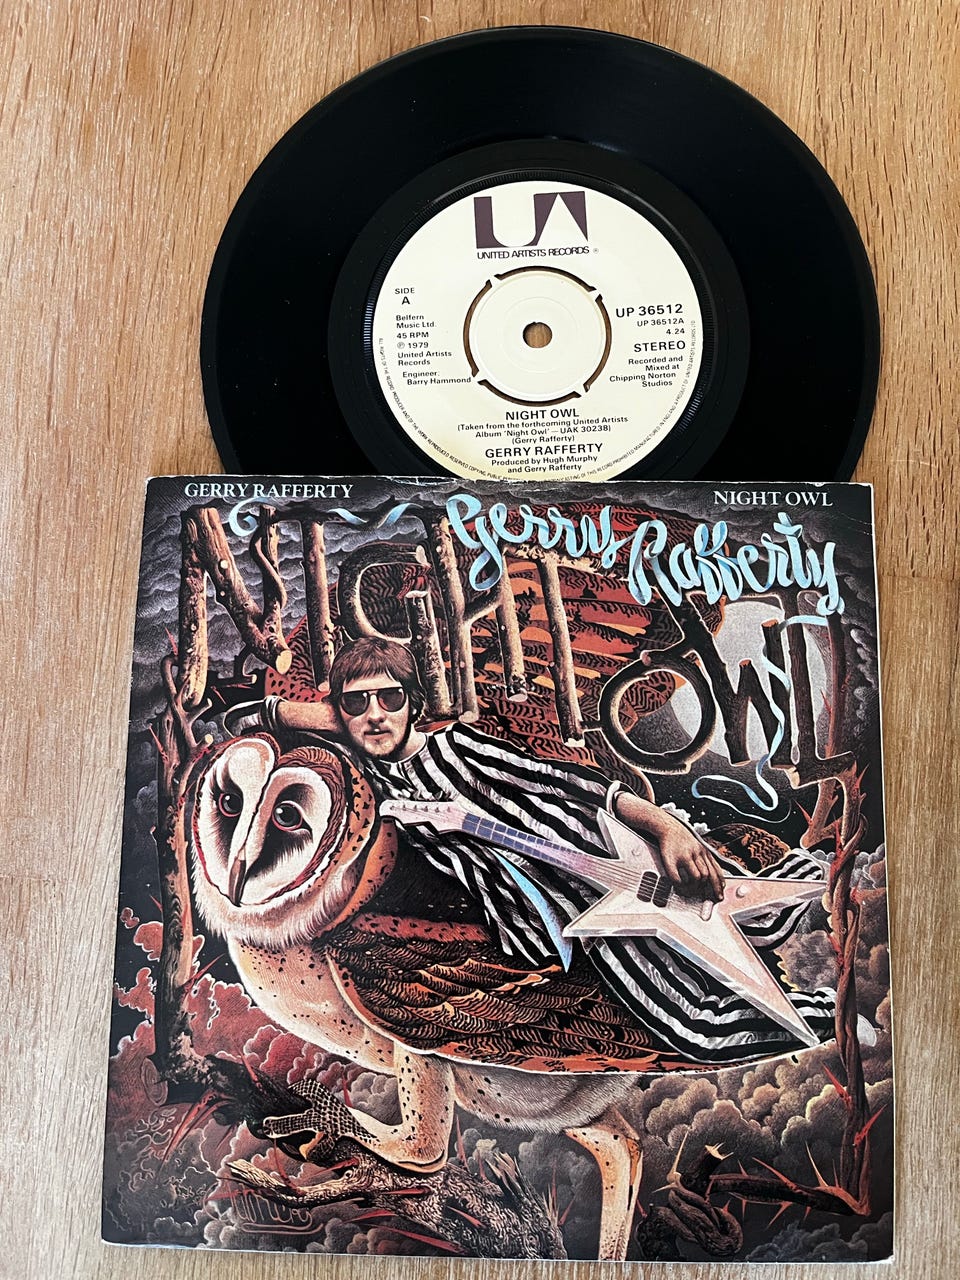 UA
UNITED ARTISTS RECORDS ®
SIDE
A
Belfern
Music Ltd.
45 RPM
℗ 1979
United Artists
Records
Engineer:
Barry Hammond
UP 36512
UP 36512A
4.24
STEREO
Recorded and
Mixed at
Chipping Norton
Studios
NIGHT OWL
(Taken from the forthcoming United Artists
Album 'Night Owl' — UAK 30238)
(Gerry Rafferty)
GERRY RAFFERTY
Produced by Hugh Murphy
and Gerry Rafferty
GERRY RAFFERTY
NIGHT OWL
Gerry Rafferty
NIGHT OWL